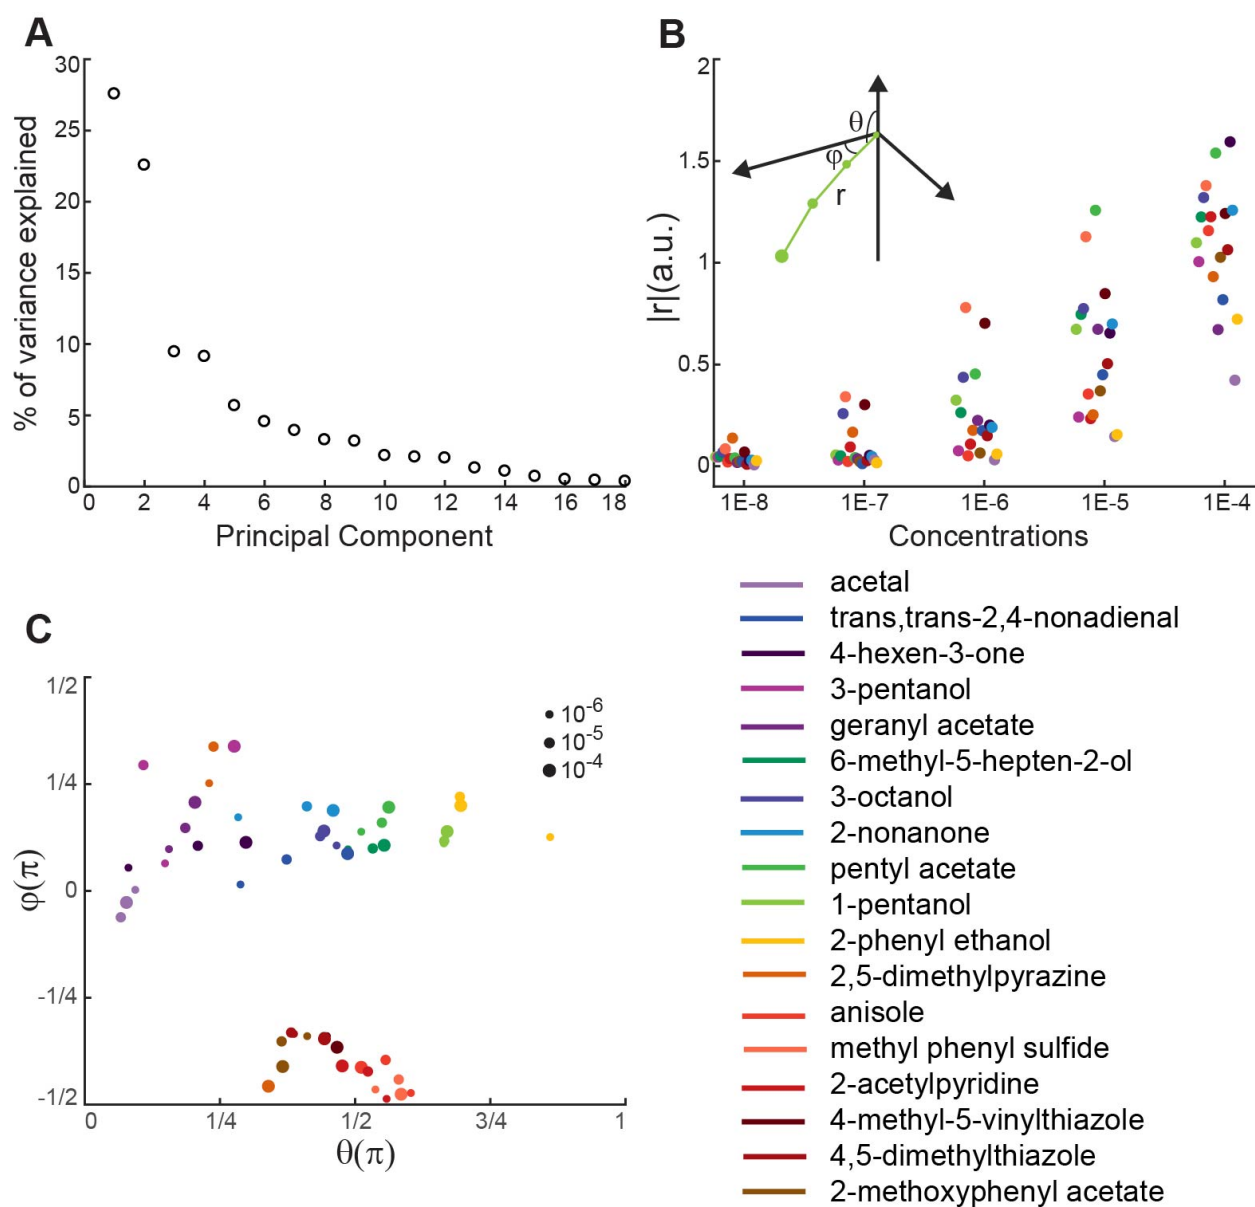 A
30
25
20
15
10
5
0
% of variance explained
0 2 4 6 8 10 12 14 16 18
Principal Component
B
2
1.5
1
0.5
0
|r|(a.u.)
θ
φ
r
1E-8 1E-7 1E-6 1E-5 1E-4
Concentrations
C
1/2
1/4
0
-1/4
-1/2
φ(π)
10-6
10-5
10-4
0 1/4 1/2 3/4 1
θ(π)
acetal
trans,trans-2,4-nonadienal
4-hexen-3-one
3-pentanol
geranyl acetate
6-methyl-5-hepten-2-ol
3-octanol
2-nonanone
pentyl acetate
1-pentanol
2-phenyl ethanol
2,5-dimethylpyrazine
anisole
methyl phenyl sulfide
2-acetylpyridine
4-methyl-5-vinylthiazole
4,5-dimethylthiazole
2-methoxyphenyl acetate